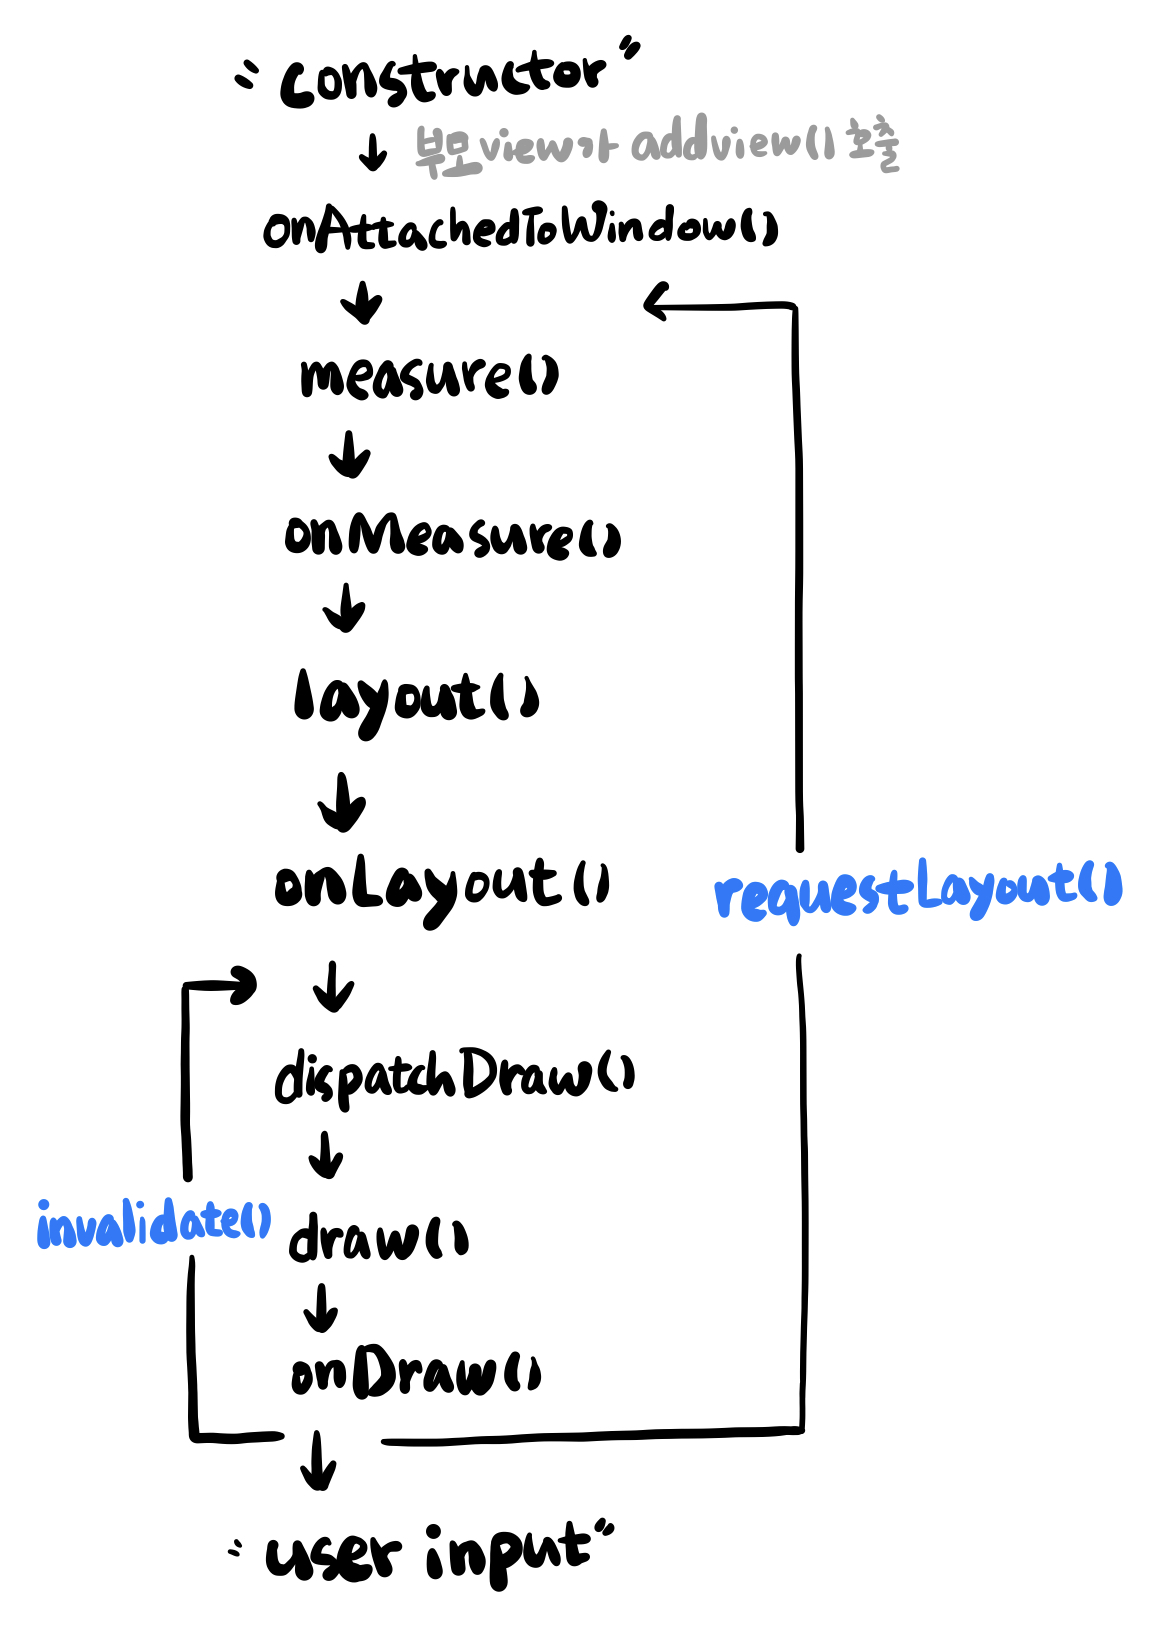 "constructor"
부모view가 addview() 호출
onAttachedToWindow()
measure()
onMeasure()
layout()
onLayout()
requestLayout()
dispatchDraw()
invalidate()
draw()
onDraw()
"user input"